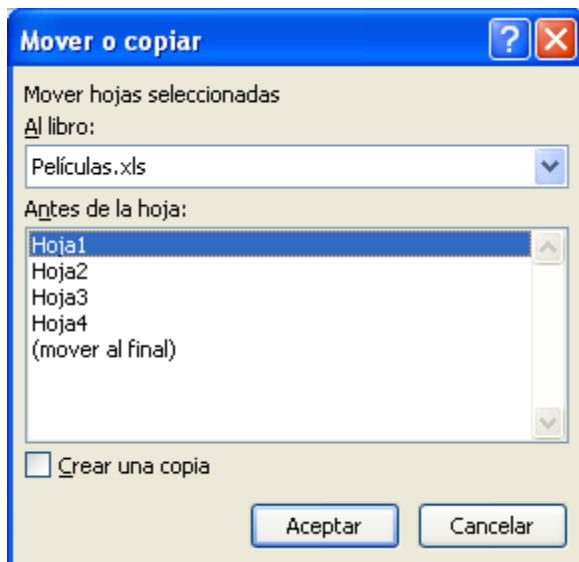 Mover o copiar
Mover hojas seleccionadas
Al libro:
Películas.xls
Antes de la hoja:
Hoja1
Hoja2
Hoja3
Hoja4
(mover al final)
Crear una copia
Aceptar Cancelar